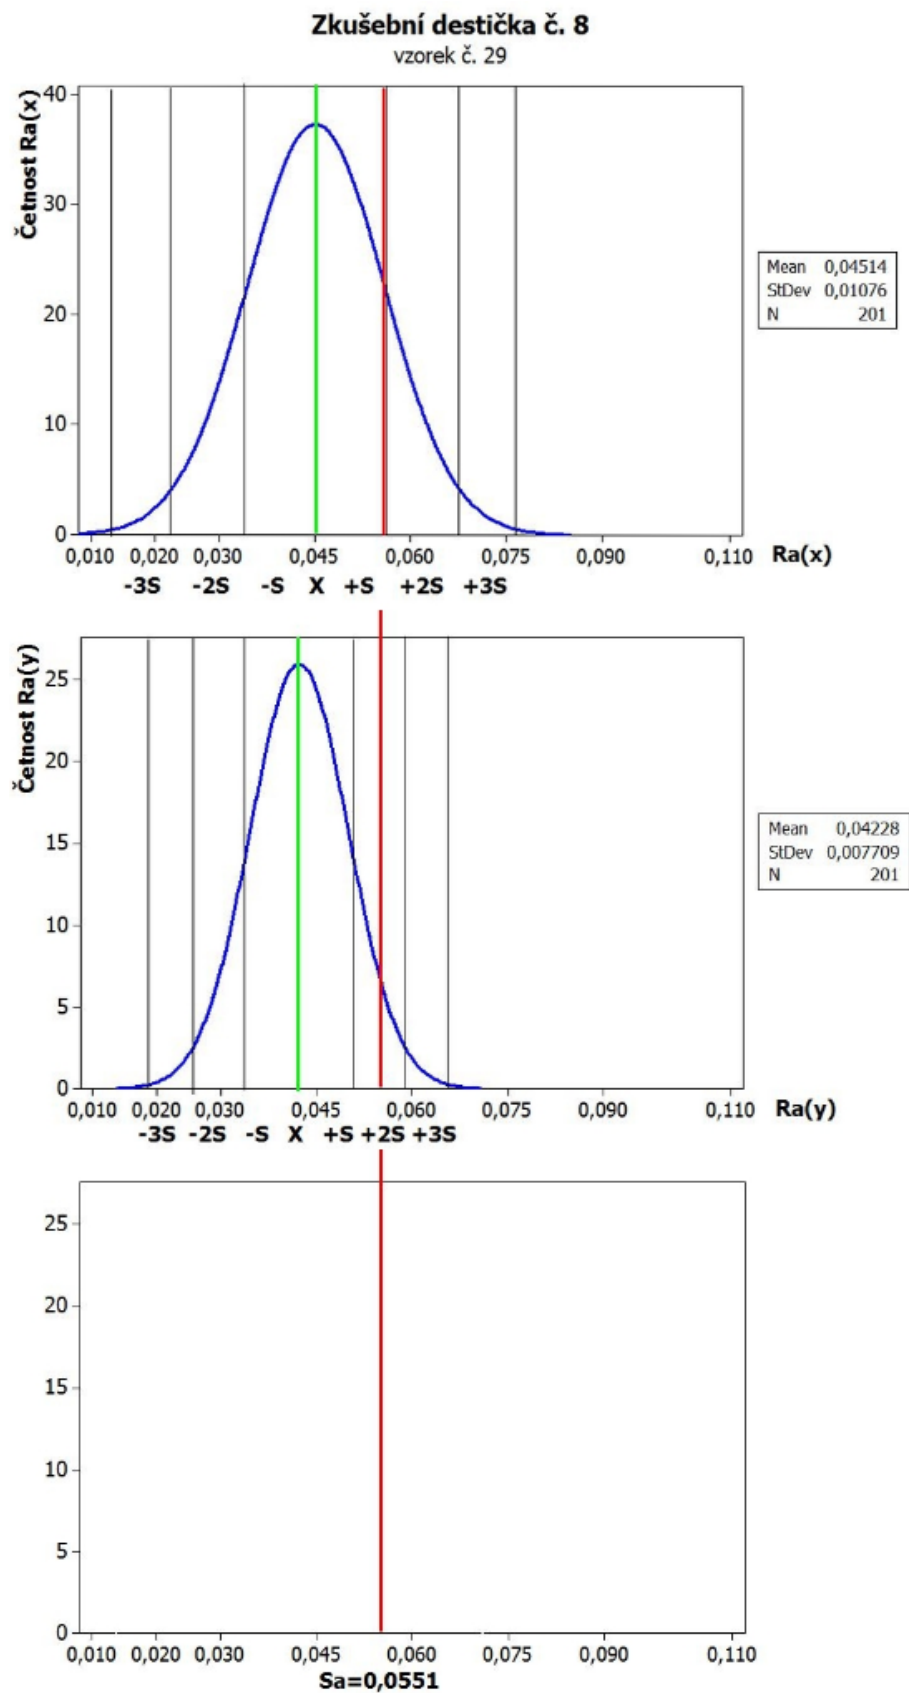 Zkušební destička č. 8
vzorek č. 29
Četnost Ra(x)
40
30
20
10
0
0,010 0,020 0,030 0,045 0,060 0,075 0,090 0,110 Ra(x)
-3S -2S -S X +S +2S +3S
Mean 0,04514
StDev 0,01076
N 201
Četnost Ra(y)
25
20
15
10
5
0
0,010 0,020 0,030 0,045 0,060 0,075 0,090 0,110 Ra(y)
-3S -2S -S X +S +2S +3S
Mean 0,04228
StDev 0,007709
N 201
25
20
15
10
5
0
0,010 0,020 0,030 0,045 0,060 0,075 0,090 0,110
Sa=0,0551